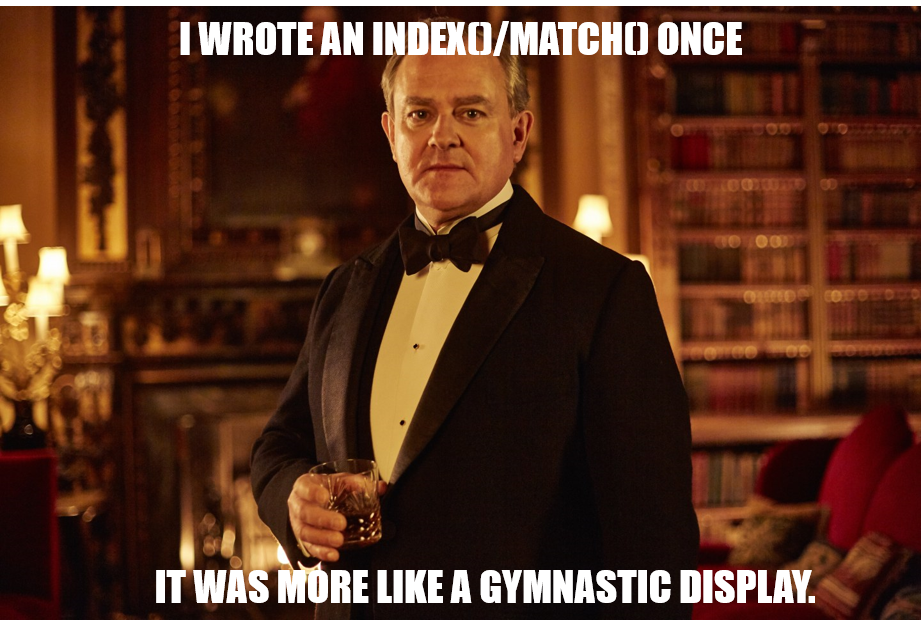 I WROTE AN INDEX()/MATCH() ONCE
IT WAS MORE LIKE A GYMNASTIC DISPLAY.